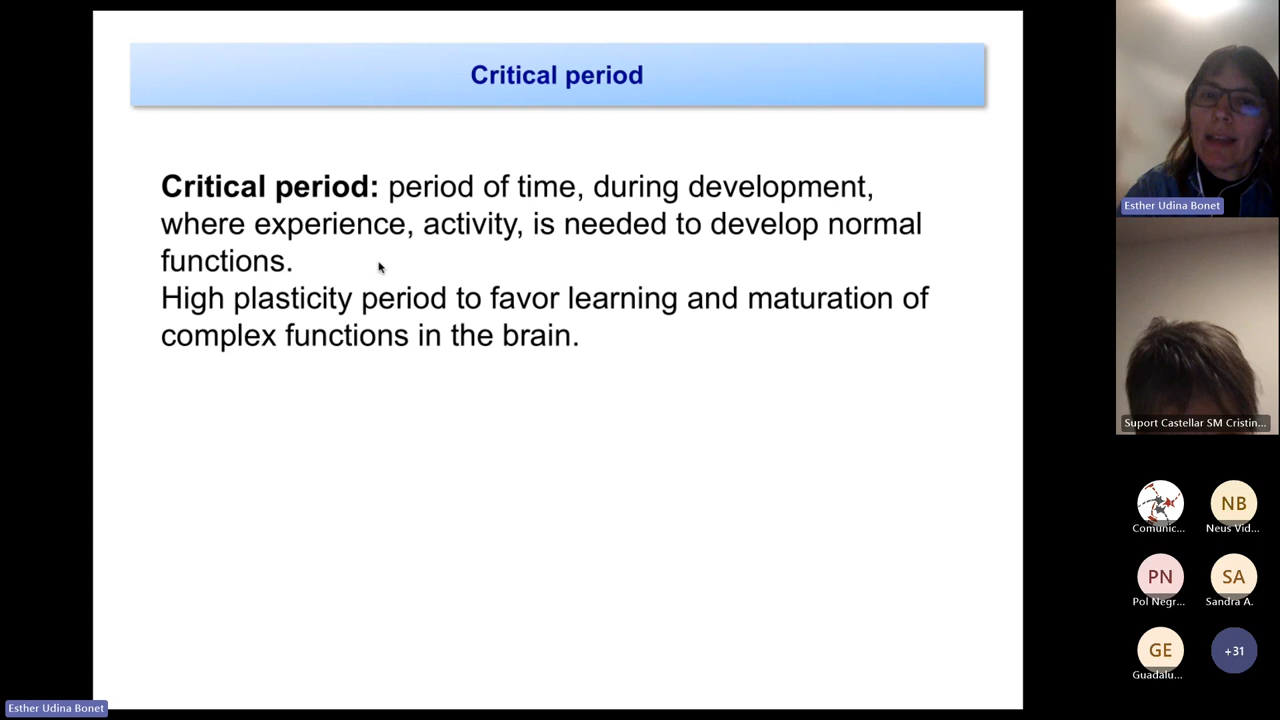 Critical period
Critical period: period of time, during development,
where experience, activity, is needed to develop normal
functions.
High plasticity period to favor learning and maturation of
complex functions in the brain.
Esther Udina Bonet
Suport Castellar SM Cristin...
NB
Comunic...
Neus Vid...
PN
SA
Pol Negr...
Sandra A.
GE
+31
Guadalu...
Esther Udina Bonet